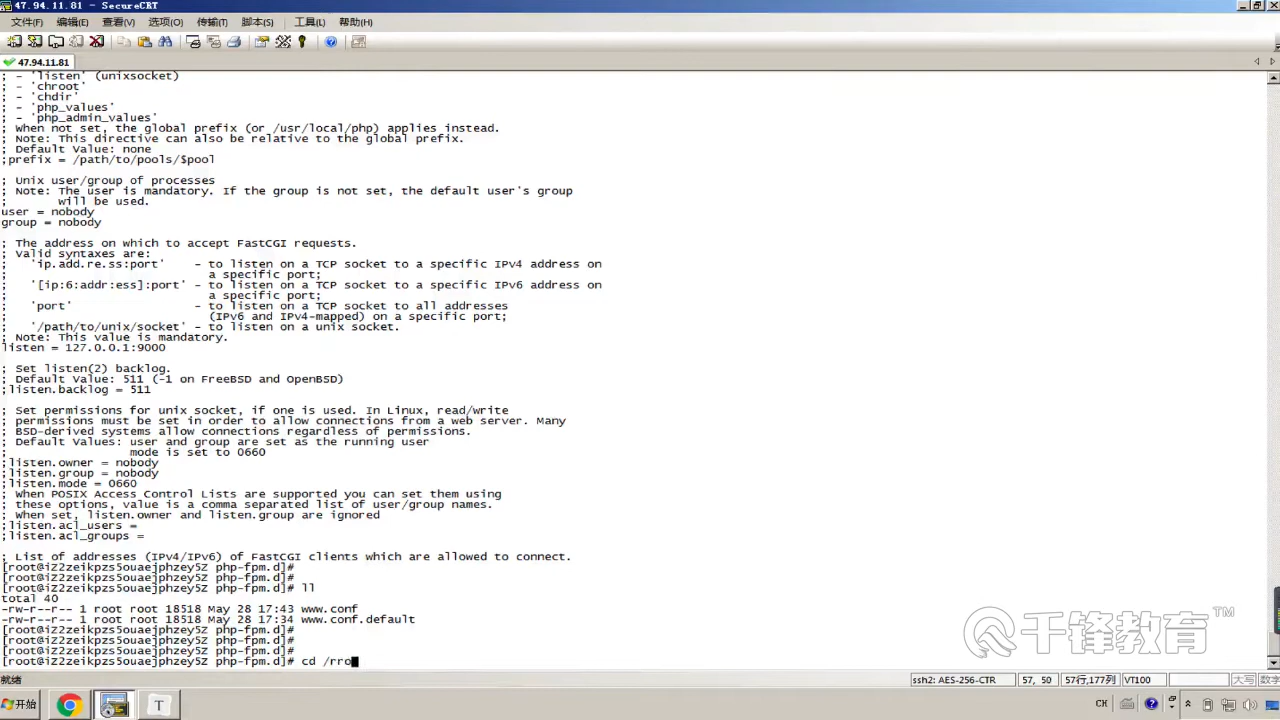 47.94.11.81 - SecureCRT
文件(F) 编辑(E) 查看(V) 选项(O) 传输(T) 脚本(S) 工具(L) 帮助(H)
47.94.11.81
; - 'listen' (unixsocket)
; - 'chroot'
; - 'chdir'
; - 'php_values'
; - 'php_admin_values'
; When not set, the global prefix (or /usr/local/php) applies instead.
; Note: This directive can also be relative to the global prefix.
; Default Value: none
;prefix = /path/to/pools/$pool
; Unix user/group of processes
; Note: The user is mandatory. If the group is not set, the default user's group
;       will be used.
user = nobody
group = nobody
; The address on which to accept FastCGI requests.
; Valid syntaxes are:
;   'ip.add.re.ss:port'    - to listen on a TCP socket to a specific IPv4 address on
;                            a specific port;
;   '[ip:6:addr:ess]:port' - to listen on a TCP socket to a specific IPv6 address on
;                            a specific port;
;   'port'                 - to listen on a TCP socket to all addresses
;                            (IPv6 and IPv4-mapped) on a specific port;
;   '/path/to/unix/socket' - to listen on a unix socket.
; Note: This value is mandatory.
listen = 127.0.0.1:9000
; Set listen(2) backlog.
; Default Value: 511 (-1 on FreeBSD and OpenBSD)
;listen.backlog = 511
; Set permissions for unix socket, if one is used. In Linux, read/write
; permissions must be set in order to allow connections from a web server. Many
; BSD-derived systems allow connections regardless of permissions.
; Default Values: user and group are set as the running user
;                 mode is set to 0660
;listen.owner = nobody
;listen.group = nobody
;listen.mode = 0660
; When POSIX Access Control Lists are supported you can set them using
; these options, value is a comma separated list of user/group names.
; When set, listen.owner and listen.group are ignored
;listen.acl_users =
;listen.acl_groups =
; List of addresses (IPv4/IPv6) of FastCGI clients which are allowed to connect.
[root@iZ2zeikpzs5ouaejphzey5Z php-fpm.d]#
[root@iZ2zeikpzs5ouaejphzey5Z php-fpm.d]#
[root@iZ2zeikpzs5ouaejphzey5Z php-fpm.d]# ll
total 40
-rw-r--r-- 1 root root 18518 May 28 17:43 www.conf
-rw-r--r-- 1 root root 18518 May 28 17:34 www.conf.default
[root@iZ2zeikpzs5ouaejphzey5Z php-fpm.d]#
[root@iZ2zeikpzs5ouaejphzey5Z php-fpm.d]#
[root@iZ2zeikpzs5ouaejphzey5Z php-fpm.d]# cd /rro
千锋教育™
就绪 ssh2: AES-256-CTR 57, 50 57行,177列 VT100 大写 数字
开始 T CH